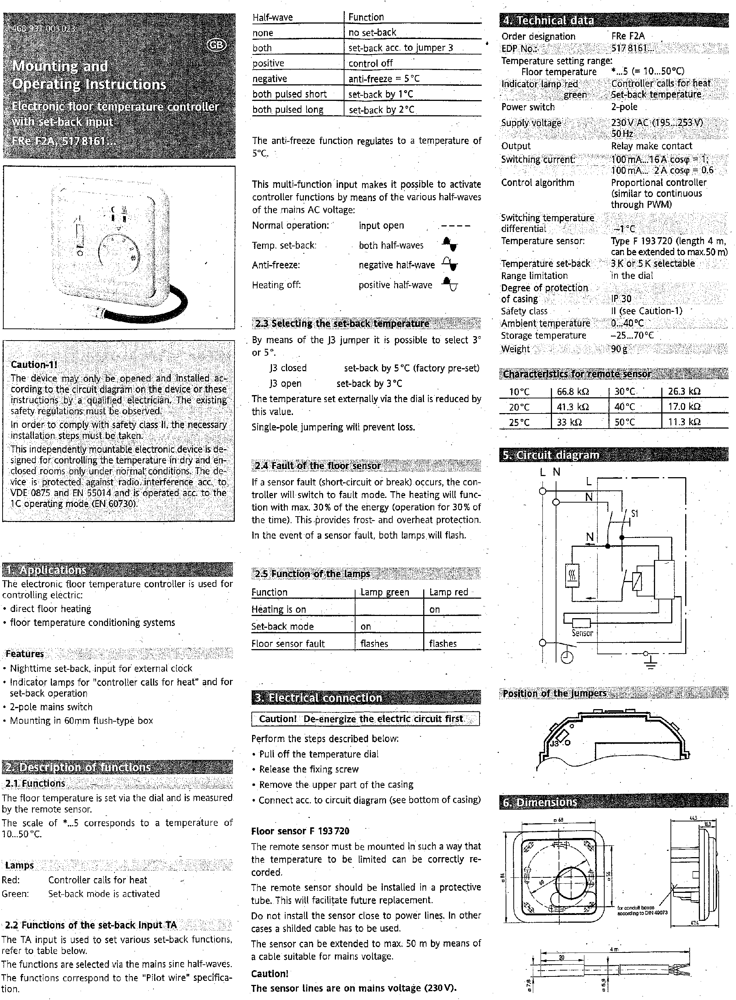 468 931 003 023
GB
Mounting and
Operating Instructions
Electronic floor temperature controller
with set-back input
FRe F2A, 517 8161...
Caution-1!
The device may only be opened and installed ac-
cording to the circuit diagram on the device or these
instructions by a qualified electrician. The existing
safety regulations must be observed.
In order to comply with safety class II, the necessary
installation steps must be taken.
This independently mountable electronic device is de-
signed for controlling the temperature in dry and en-
closed rooms only under normal conditions. The de-
vice is protected against radio interference acc. to
VDE 0875 and EN 55014 and is operated acc. to the
1C operating mode (EN 60730).
1. Applications
The electronic floor temperature controller is used for
controlling electric:
• direct floor heating
• floor temperature conditioning systems
Features
• Nighttime set-back, input for external clock
• Indicator lamps for "controller calls for heat" and for
set-back operation
• 2-pole mains switch
• Mounting in 60mm flush-type box
2. Description of functions
2.1. Functions
The floor temperature is set via the dial and is measured
by the remote sensor.
The scale of *...5 corresponds to a temperature of
10...50 °C.
Lamps
Red: Controller calls for heat
Green: Set-back mode is activated
2.2 Functions of the set-back input TA
The TA input is used to set various set-back functions,
refer to table below.
The functions are selected via the mains sine half-waves.
The functions correspond to the "Pilot wire" specifica-
tion.
Half-wave Function
none no set-back
both set-back acc. to jumper 3
positive control off
negative anti-freeze = 5°C
both pulsed short set-back by 1°C
both pulsed long set-back by 2°C
The anti-freeze function regulates to a temperature of
5°C.
This multi-function input makes it possible to activate
controller functions by means of the various half-waves
of the mains AC voltage:
Normal operation: input open ----
Temp. set-back: both half-waves
Anti-freeze: negative half-wave
Heating off: positive half-wave
2.3 Selecting the set-back temperature
By means of the J3 jumper it is possible to select 3°
or 5°.
J3 closed set-back by 5°C (factory pre-set)
J3 open set-back by 3°C
The temperature set externally via the dial is reduced by
this value.
Single-pole jumpering will prevent loss.
2.4 Fault of the floor sensor
If a sensor fault (short-circuit or break) occurs, the con-
troller will switch to fault mode. The heating will func-
tion with max. 30% of the energy (operation for 30% of
the time). This provides frost- and overheat protection.
In the event of a sensor fault, both lamps will flash.
2.5 Function of the lamps
Function Lamp green Lamp red
Heating is on on
Set-back mode on
Floor sensor fault flashes flashes
3. Electrical connection
Caution! De-energize the electric circuit first
Perform the steps described below:
• Pull off the temperature dial
• Release the fixing screw
• Remove the upper part of the casing
• Connect acc. to circuit diagram (see bottom of casing)
Floor sensor F 193 720
The remote sensor must be mounted in such a way that
the temperature to be limited can be correctly re-
corded.
The remote sensor should be installed in a protective
tube. This will facilitate future replacement.
Do not install the sensor close to power lines. In other
cases a shilded cable has to be used.
The sensor can be extended to max. 50 m by means of
a cable suitable for mains voltage.
Caution!
The sensor lines are on mains voltage (230V).
4. Technical data
Order designation FRe F2A
EDP No.: 517 8161...
Temperature setting range:
Floor temperature *...5 (= 10...50°C)
Indicator lamp red Controller calls for heat
green Set-back temperature
Power switch 2-pole
Supply voltage 230V AC (195...253V)
50Hz
Output Relay make contact
Switching current: 100mA...16A cosφ = 1;
100mA... 2A cosφ = 0.6
Control algorithm Proportional controller
(similar to continuous
through PWM)
Switching temperature
differential ~1°C
Temperature sensor: Type F 193 720 (length 4 m,
can be extended to max.50 m)
Temperature set-back 3 K or 5 K selectable
Range limitation in the dial
Degree of protection
of casing IP 30
Safety class II (see Caution-1)
Ambient temperature 0...40°C
Storage temperature –25...70°C
Weight 90 g
Characteristics for remote sensor
10°C 66.8 kΩ 30°C 26.3 kΩ
20°C 41.3 kΩ 40°C 17.0 kΩ
25°C 33 kΩ 50°C 11.3 kΩ
5. Circuit diagram
L N
L
N
S1
N
Sensor
Position of the jumpers
J3
6. Dimensions
68
84
60
56
44.3
16.3
for conduit boxes
according to DIN 49073
47.4
4 m
20
ø 7,8
ø 5,9